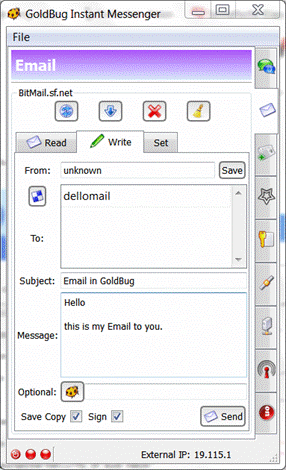 GoldBug Instant Messenger
File
Email
BitMail.sf.net
Read
Write
Set
From:
unknown
Save
dellomail
To:
Subject:
Email in GoldBug
Hello
this is my Email to you.
Message:
Optional:
Save Copy
Sign
Send
External IP: 19.115.1